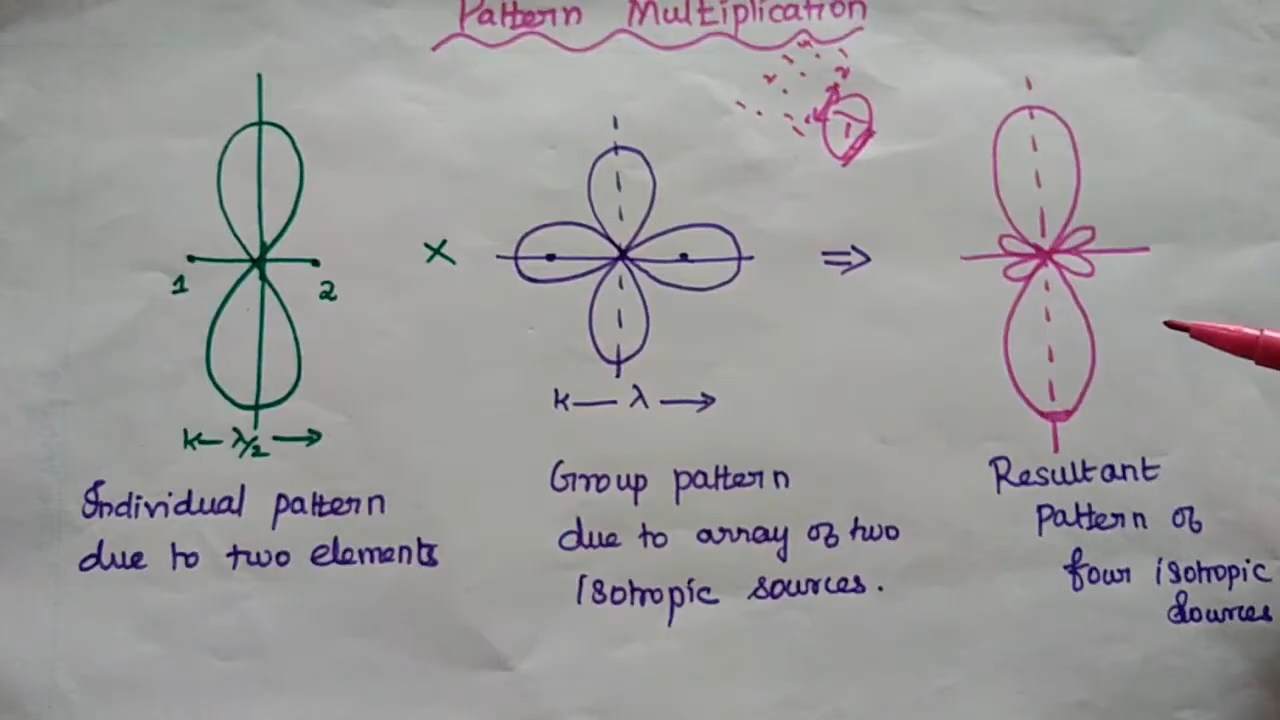 Pattern Multiplication
1
2
×
⇒
λ/2
λ
Individual pattern
due to two elements
Group pattern
due to array of two
isotropic sources.
Resultant
pattern of
four isotropic
sources